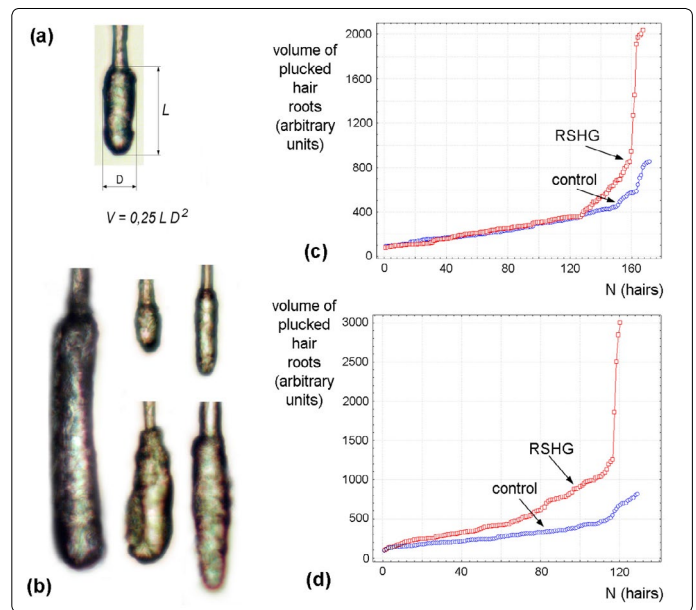 (a)
L
D
V = 0,25 L D²
(b)
volume of
plucked
hair
roots
(arbitrary
units)
2000
1600
1200
800
400
0
RSHG
control
0 40 80 120 160
N (hairs)
(c)
volume of
plucked
hair
roots
(arbitrary
units)
3000
2500
2000
1500
1000
500
0
RSHG
control
0 40 80 120
N (hairs)
(d)